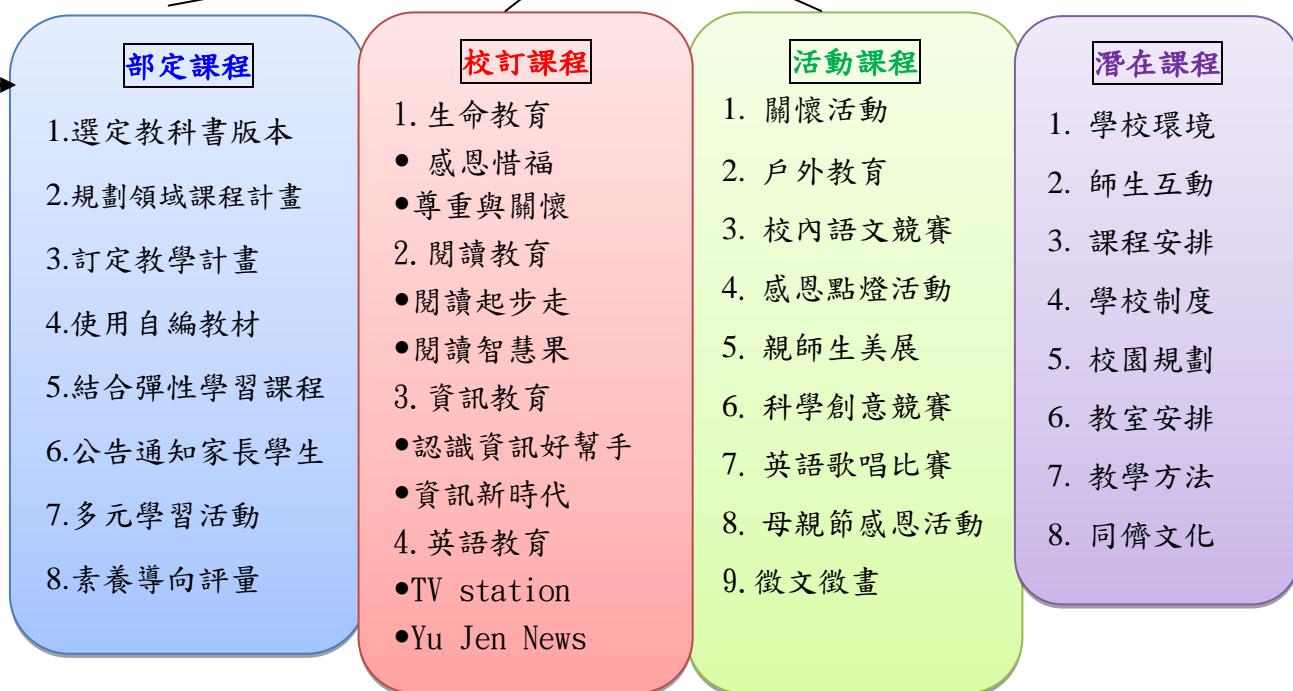 部定課程
1.選定教科書版本
2.規劃領域課程計畫
3.訂定教學計畫
4.使用自編教材
5.結合彈性學習課程
6.公告通知家長學生
7.多元學習活動
8.素養導向評量
校訂課程
1.生命教育
• 感恩惜福
•尊重與關懷
2.閱讀教育
•閱讀起步走
•閱讀智慧果
3.資訊教育
•認識資訊好幫手
•資訊新時代
4.英語教育
•TV station
•Yu Jen News
活動課程
1. 關懷活動
2. 戶外教育
3. 校內語文競賽
4. 感恩點燈活動
5. 親師生美展
6. 科學創意競賽
7. 英語歌唱比賽
8. 母親節感恩活動
9.徵文徵畫
潛在課程
1. 學校環境
2. 師生互動
3. 課程安排
4. 學校制度
5. 校園規劃
6. 教室安排
7. 教學方法
8. 同儕文化